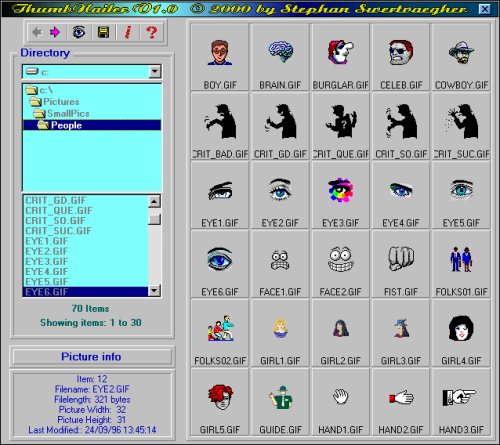 ThumbNailer V1.0 © 2000 by Stephan Swertvaegher
Directory
c:
c:\
Pictures
SmallPics
People
CRIT_GD.GIF
CRIT_QUE.GIF
CRIT_SO.GIF
CRIT_SUC.GIF
EYE1.GIF
EYE2.GIF
EYE3.GIF
EYE4.GIF
EYE5.GIF
EYE6.GIF
70 Items
Showing items: 1 to 30
Picture info
Item: 12
Filename: EYE2.GIF
Filelength: 321 bytes
Picture Width: 32
Picture Height: 31
Last Modified:: 24/09/96 13:45:14
BOY.GIF BRAIN.GIF BURGLAR.GIF CELEB.GIF COWBOY.GIF
CRIT_BAD.GIF CRIT_GD.GIF CRIT_QUE.GIF CRIT_SO.GIF CRIT_SUC.GIF
EYE1.GIF EYE2.GIF EYE3.GIF EYE4.GIF EYE5.GIF
EYE6.GIF FACE1.GIF FACE2.GIF FIST.GIF FOLKS01.GIF
FOLKS02.GIF GIRL1.GIF GIRL2.GIF GIRL3.GIF GIRL4.GIF
GIRL5.GIF GUIDE.GIF HAND1.GIF HAND2.GIF HAND3.GIF